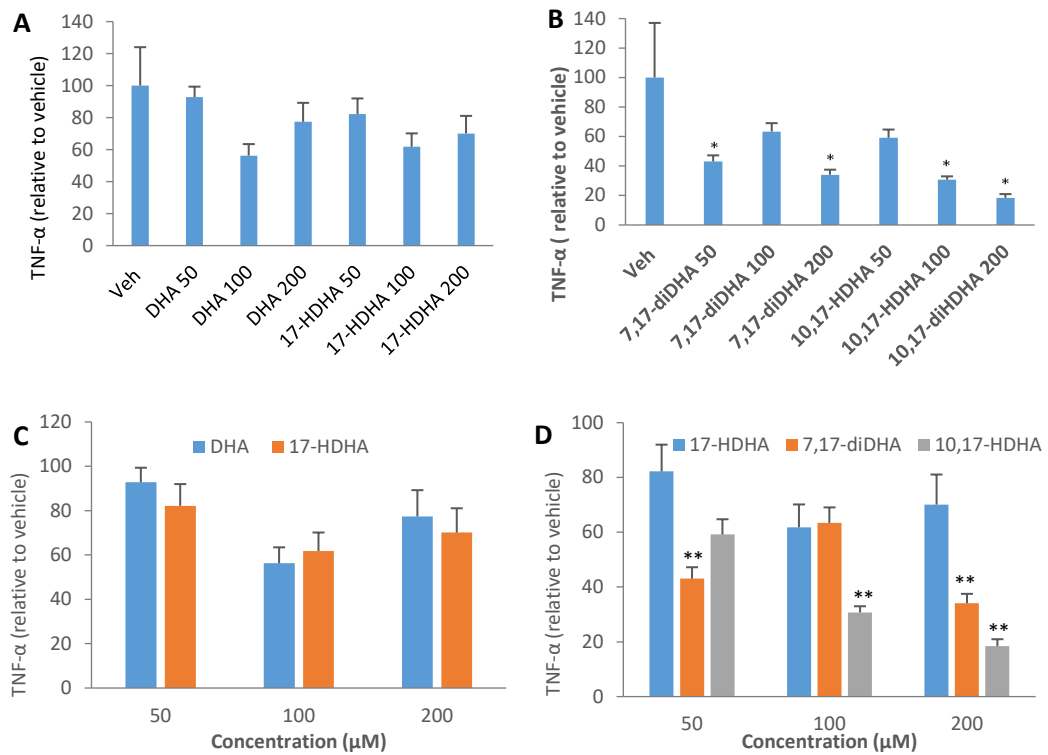 A
TNF-α (relative to vehicle)
140
120
100
80
60
40
20
0
Veh
DHA 50
DHA 100
DHA 200
17-HDHA 50
17-HDHA 100
17-HDHA 200
B
TNF-α ( relative to vehicle)
140
120
100
80
60
40
20
0
*
*
*
*
Veh
7,17-diDHA 50
7,17-diDHA 100
7,17-diDHA 200
10,17-HDHA 50
10,17-HDHA 100
10,17-diHDHA 200
C
DHA 17-HDHA
TNF-α (relative to vehicle)
120
100
80
60
40
20
0
50 100 200
Concentration (μM)
D
17-HDHA 7,17-diDHA 10,17-HDHA
TNF-α (relative to vehicle)
100
80
60
40
20
0
**
**
**
**
50 100 200
Concentration (μM)